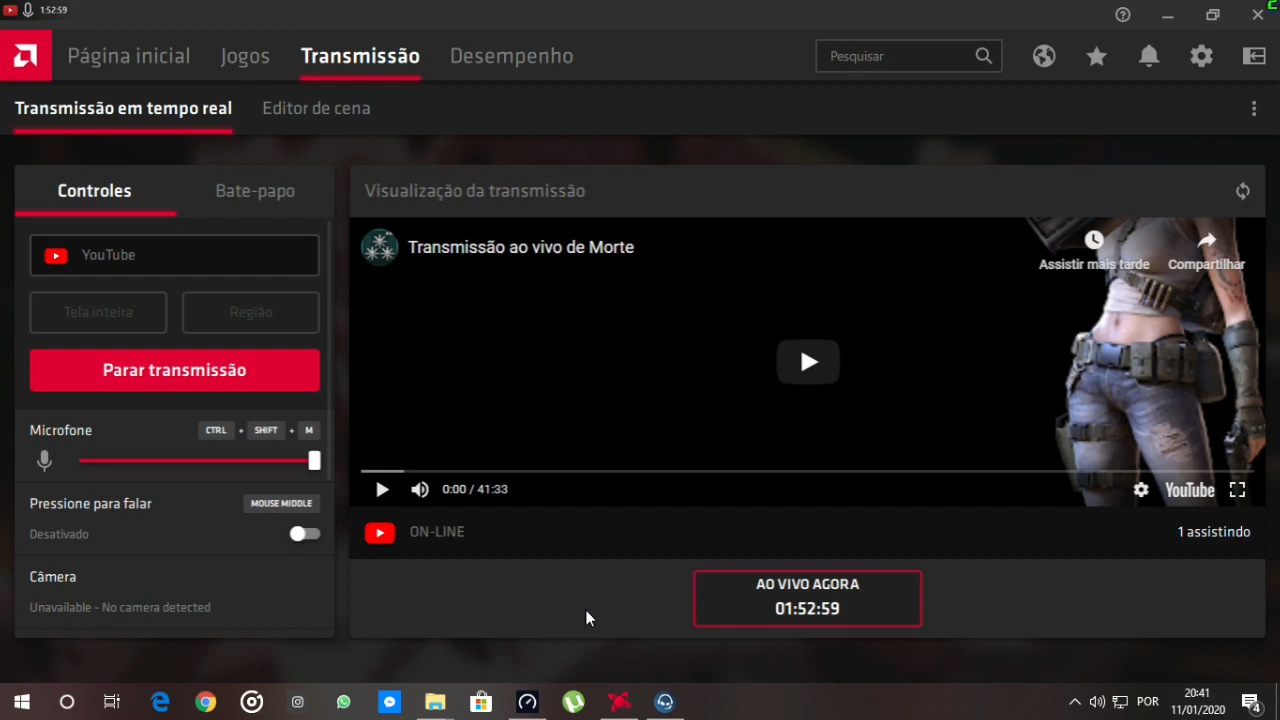 1:52:59
Página inicial
Jogos
Transmissão
Desempenho
Pesquisar
Transmissão em tempo real
Editor de cena
Controles
Bate-papo
YouTube
Tela inteira
Região
Parar transmissão
Microfone
CTRL + SHIFT + M
Pressione para falar
MOUSE MIDDLE
Desativado
Câmera
Unavailable - No camera detected
Visualização da transmissão
Transmissão ao vivo de Morte
Assistir mais tarde
Compartilhar
0:00 / 41:33
YouTube
ON-LINE
1 assistindo
AO VIVO AGORA
01:52:59
POR
20:41
11/01/2020
4